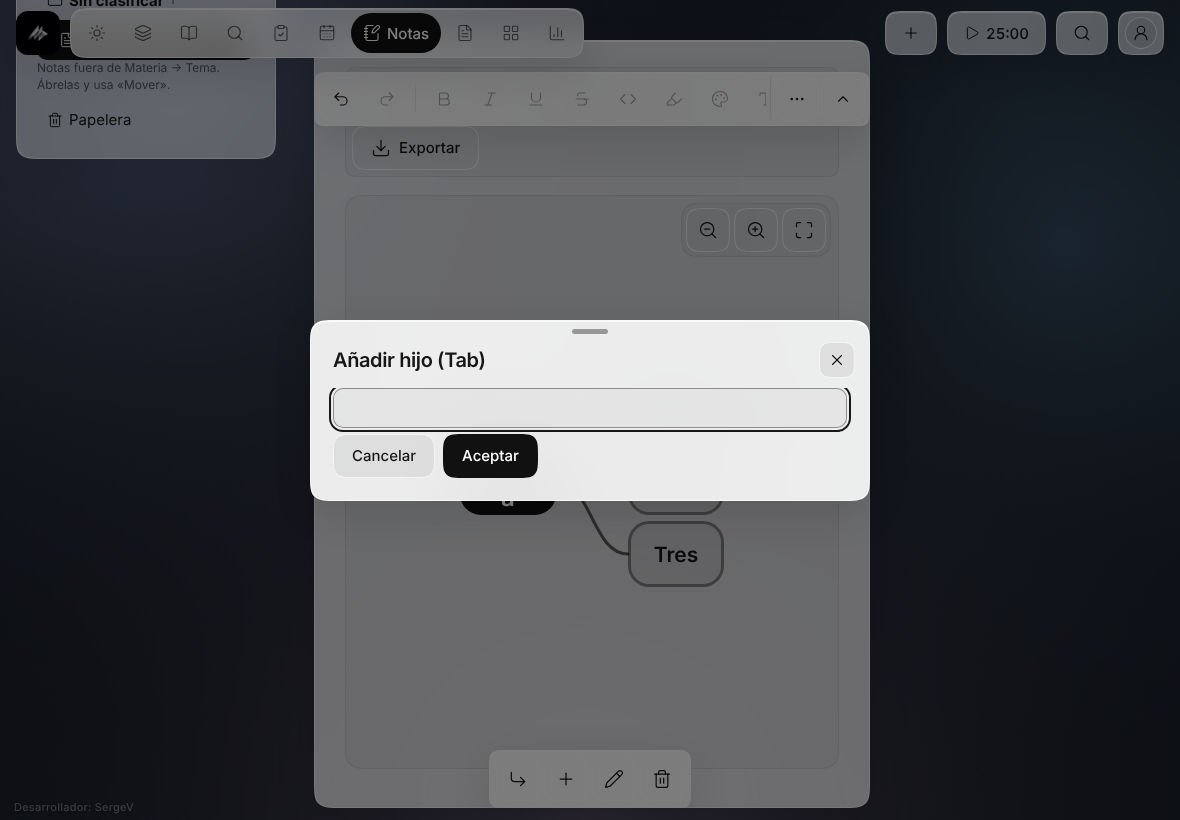 Sin clasificar
Notas
25:00
Notas fuera de Materia → Tema.
Ábrelas y usa «Mover».
Papelera
Exportar
Añadir hijo (Tab)
Cancelar
Aceptar
Tres
Desarrollador: SergeV